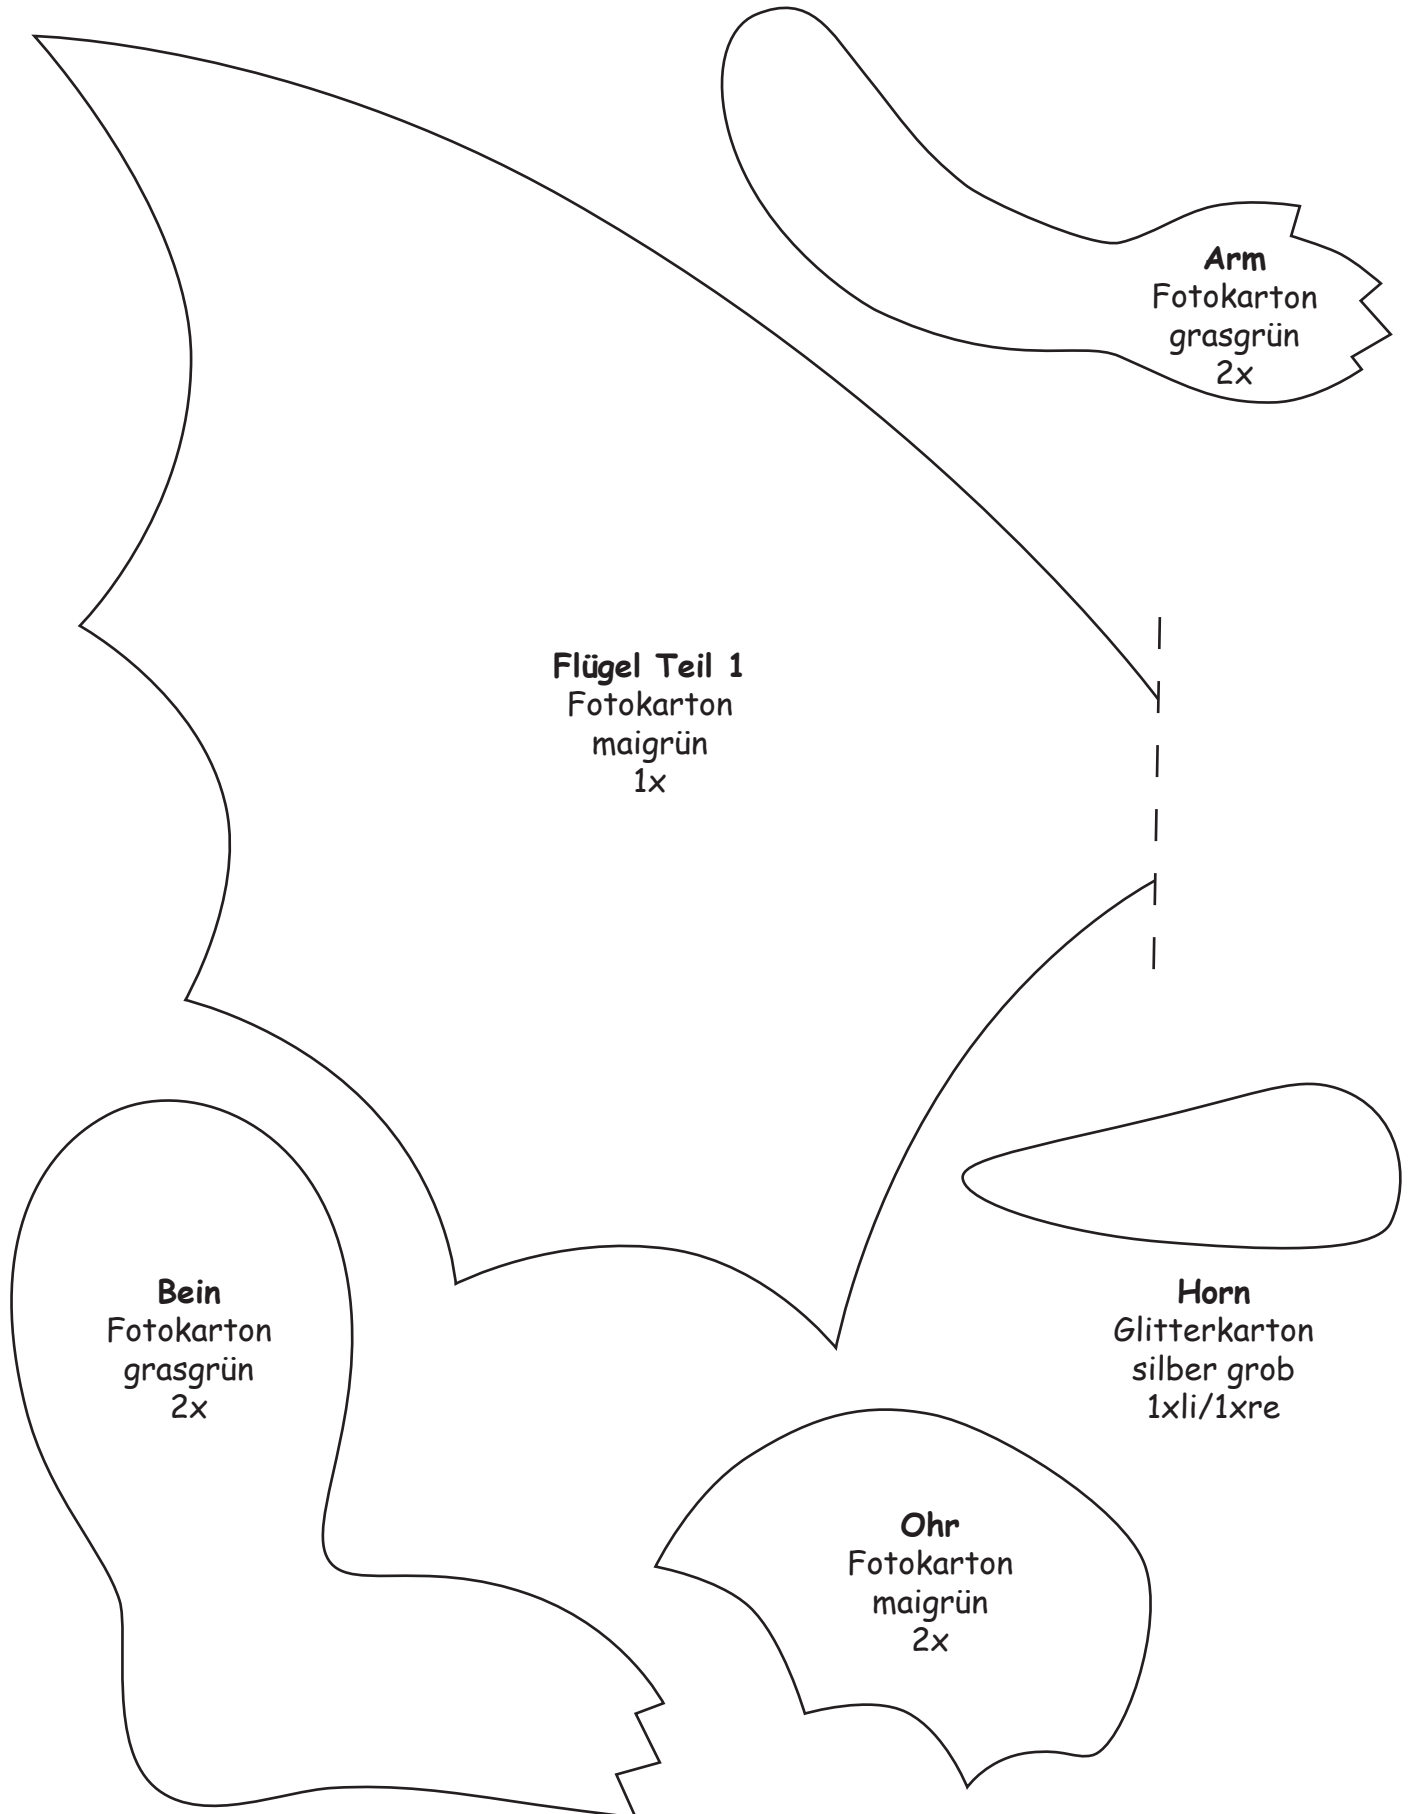 Arm
Fotokarton
grasgrün
2x
Flügel Teil 1
Fotokarton
maigrün
1x
Bein
Fotokarton
grasgrün
2x
Horn
Glitterkarton
silber grob
1xli/1xre
Ohr
Fotokarton
maigrün
2x